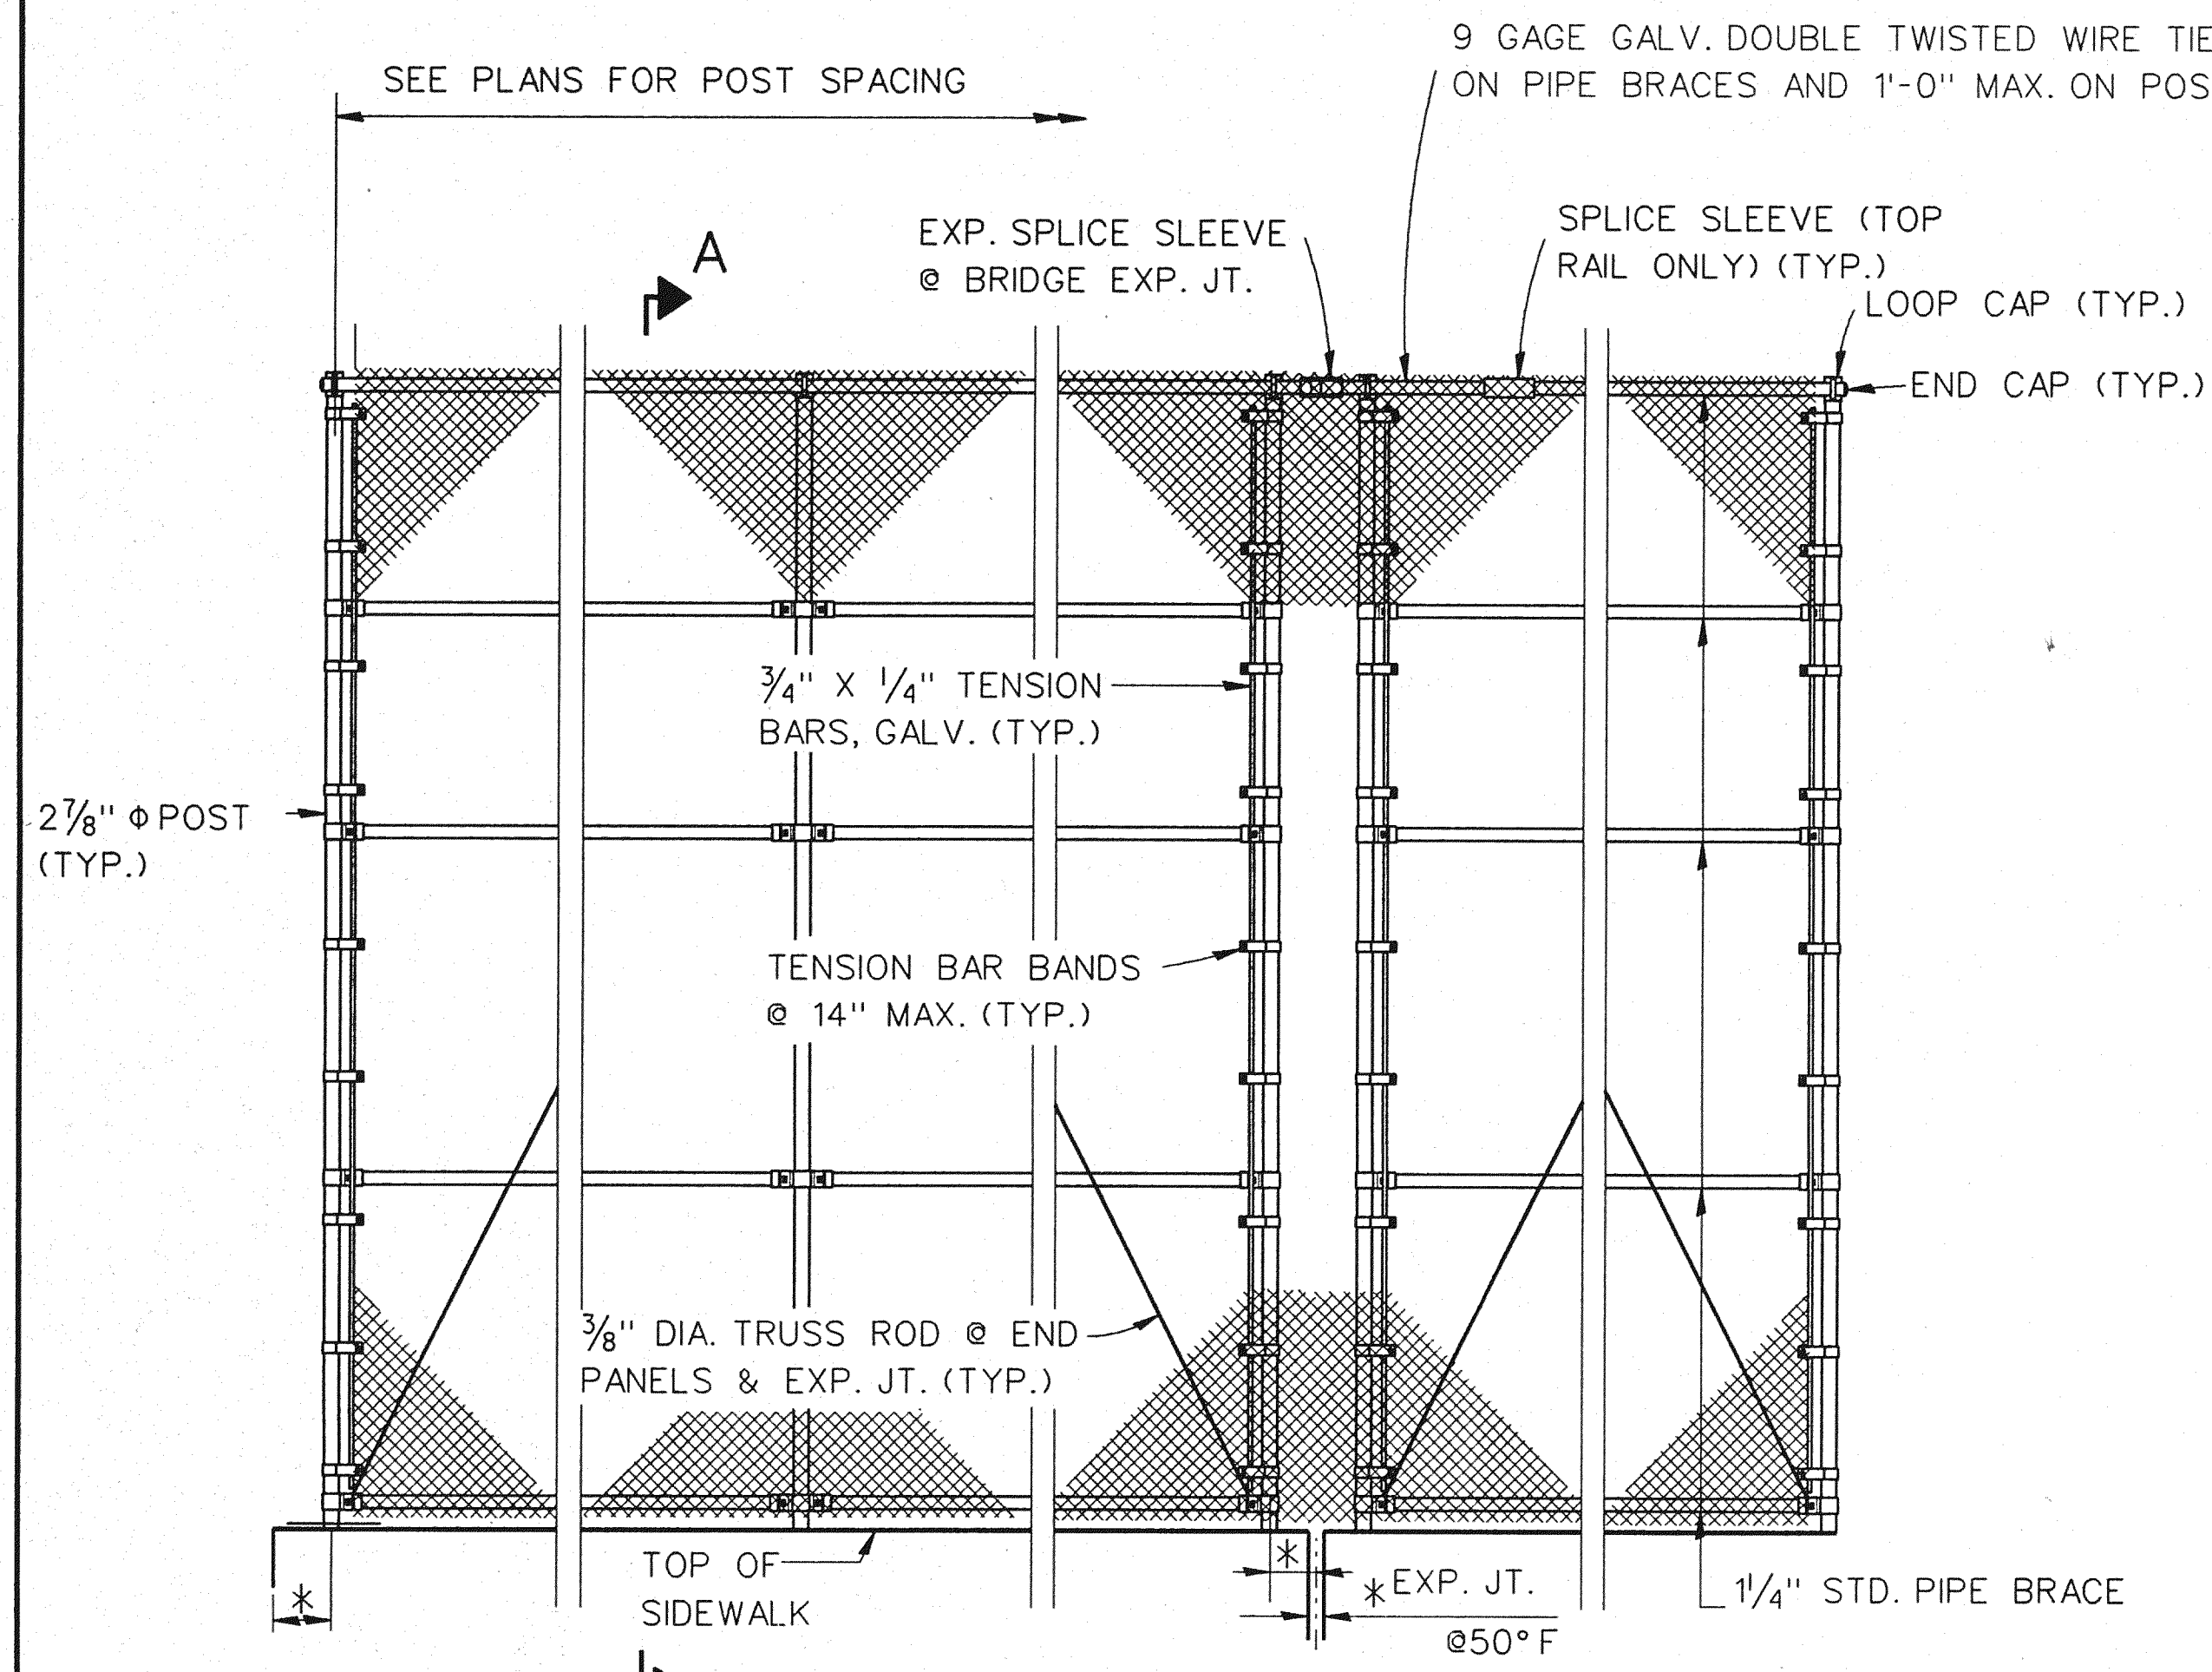 9 GAGE GALV. DOUBLE TWISTED WIRE TIE
ON PIPE BRACES AND 1'-0" MAX. ON POS
SEE PLANS FOR POST SPACING
A
EXP. SPLICE SLEEVE
@ BRIDGE EXP. JT.
SPLICE SLEEVE (TOP
RAIL ONLY) (TYP.)
LOOP CAP (TYP.)
END CAP (TYP.)
3/4" X 1/4" TENSION
BARS, GALV. (TYP.)
2 7/8" Φ POST
(TYP.)
TENSION BAR BANDS
@ 14" MAX. (TYP.)
3/8" DIA. TRUSS ROD @ END
PANELS & EXP. JT. (TYP.)
TOP OF
SIDEWALK
*
*
* EXP. JT.
@50°F
1 1/4" STD. PIPE BRACE